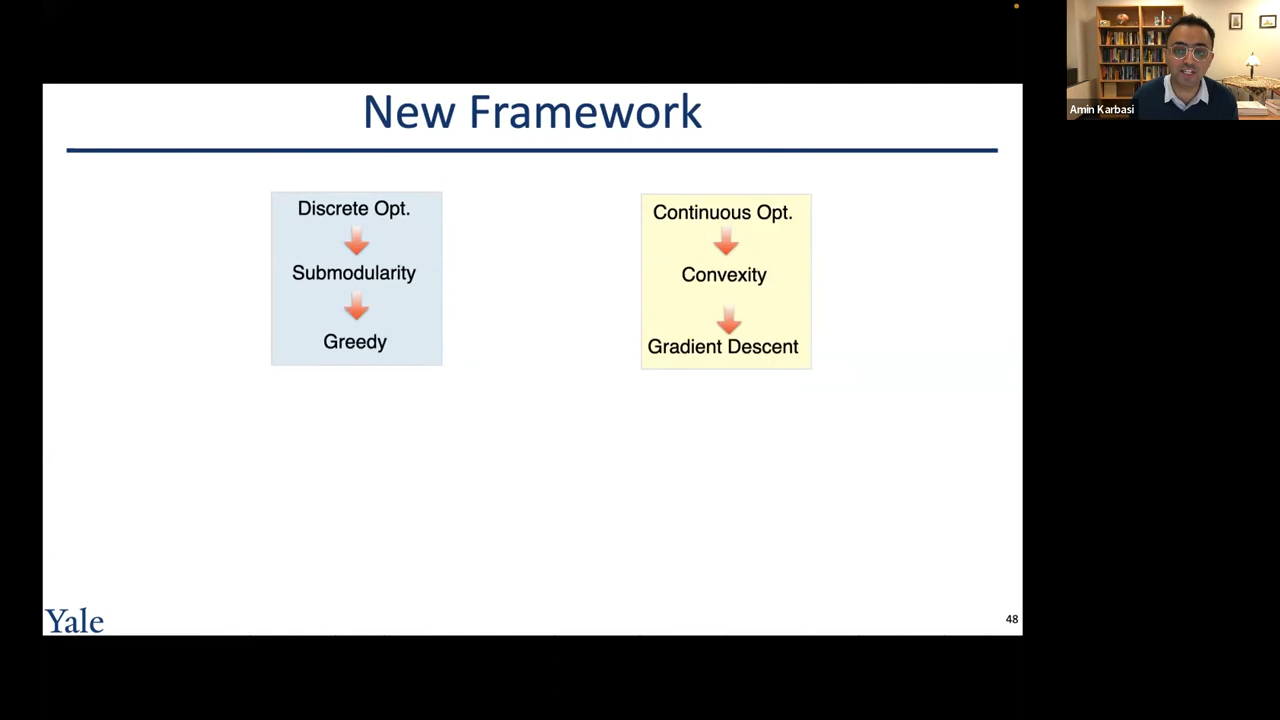 New Framework
Amin Karbasi
Discrete Opt.
Submodularity
Greedy
Continuous Opt.
Convexity
Gradient Descent
Yale
48